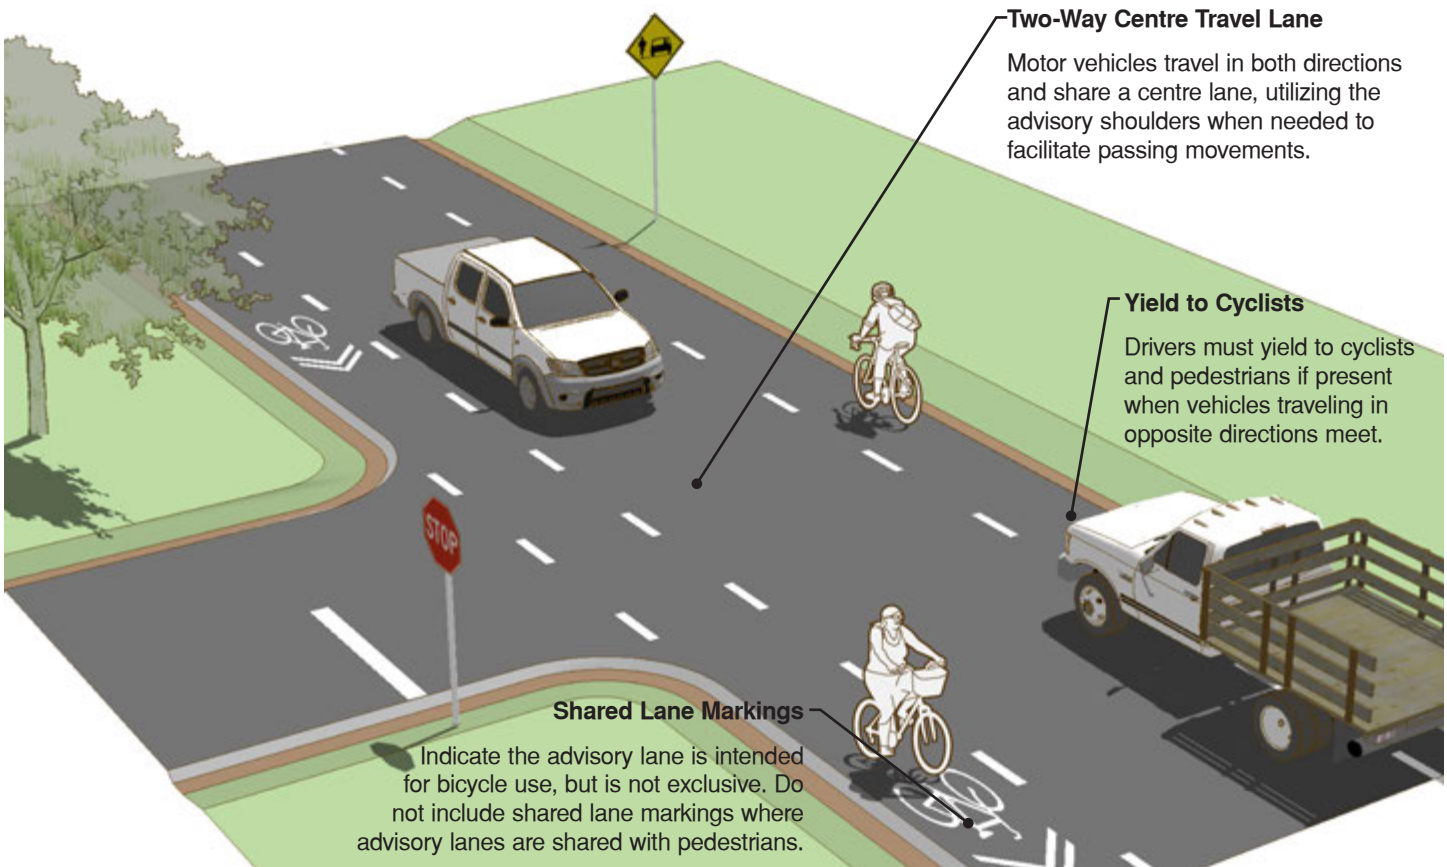 Two-Way Centre Travel Lane
Motor vehicles travel in both directions
and share a centre lane, utilizing the
advisory shoulders when needed to
facilitate passing movements.
Yield to Cyclists
Drivers must yield to cyclists
and pedestrians if present
when vehicles traveling in
opposite directions meet.
STOP
Shared Lane Markings
Indicate the advisory lane is intended
for bicycle use, but is not exclusive. Do
not include shared lane markings where
advisory lanes are shared with pedestrians.